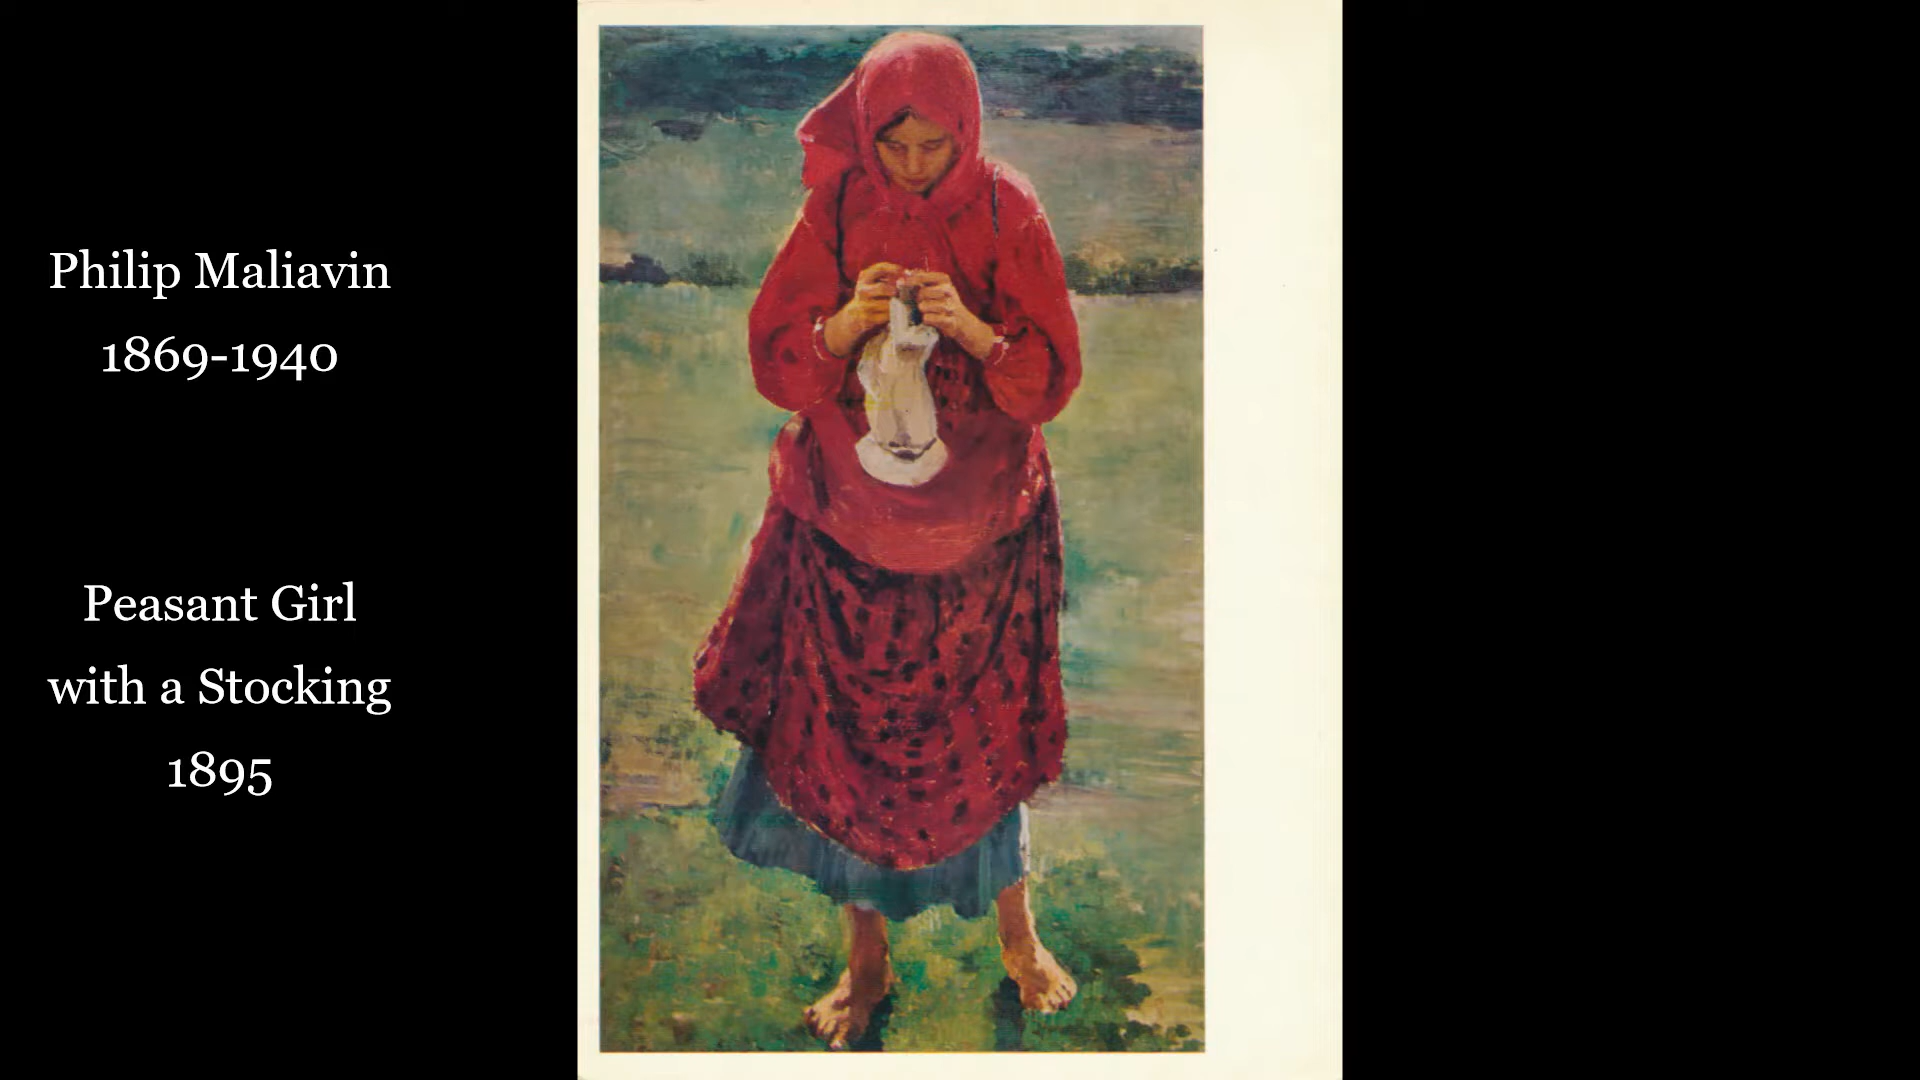 Philip Maliavin
1869-1940
Peasant Girl
with a Stocking
1895